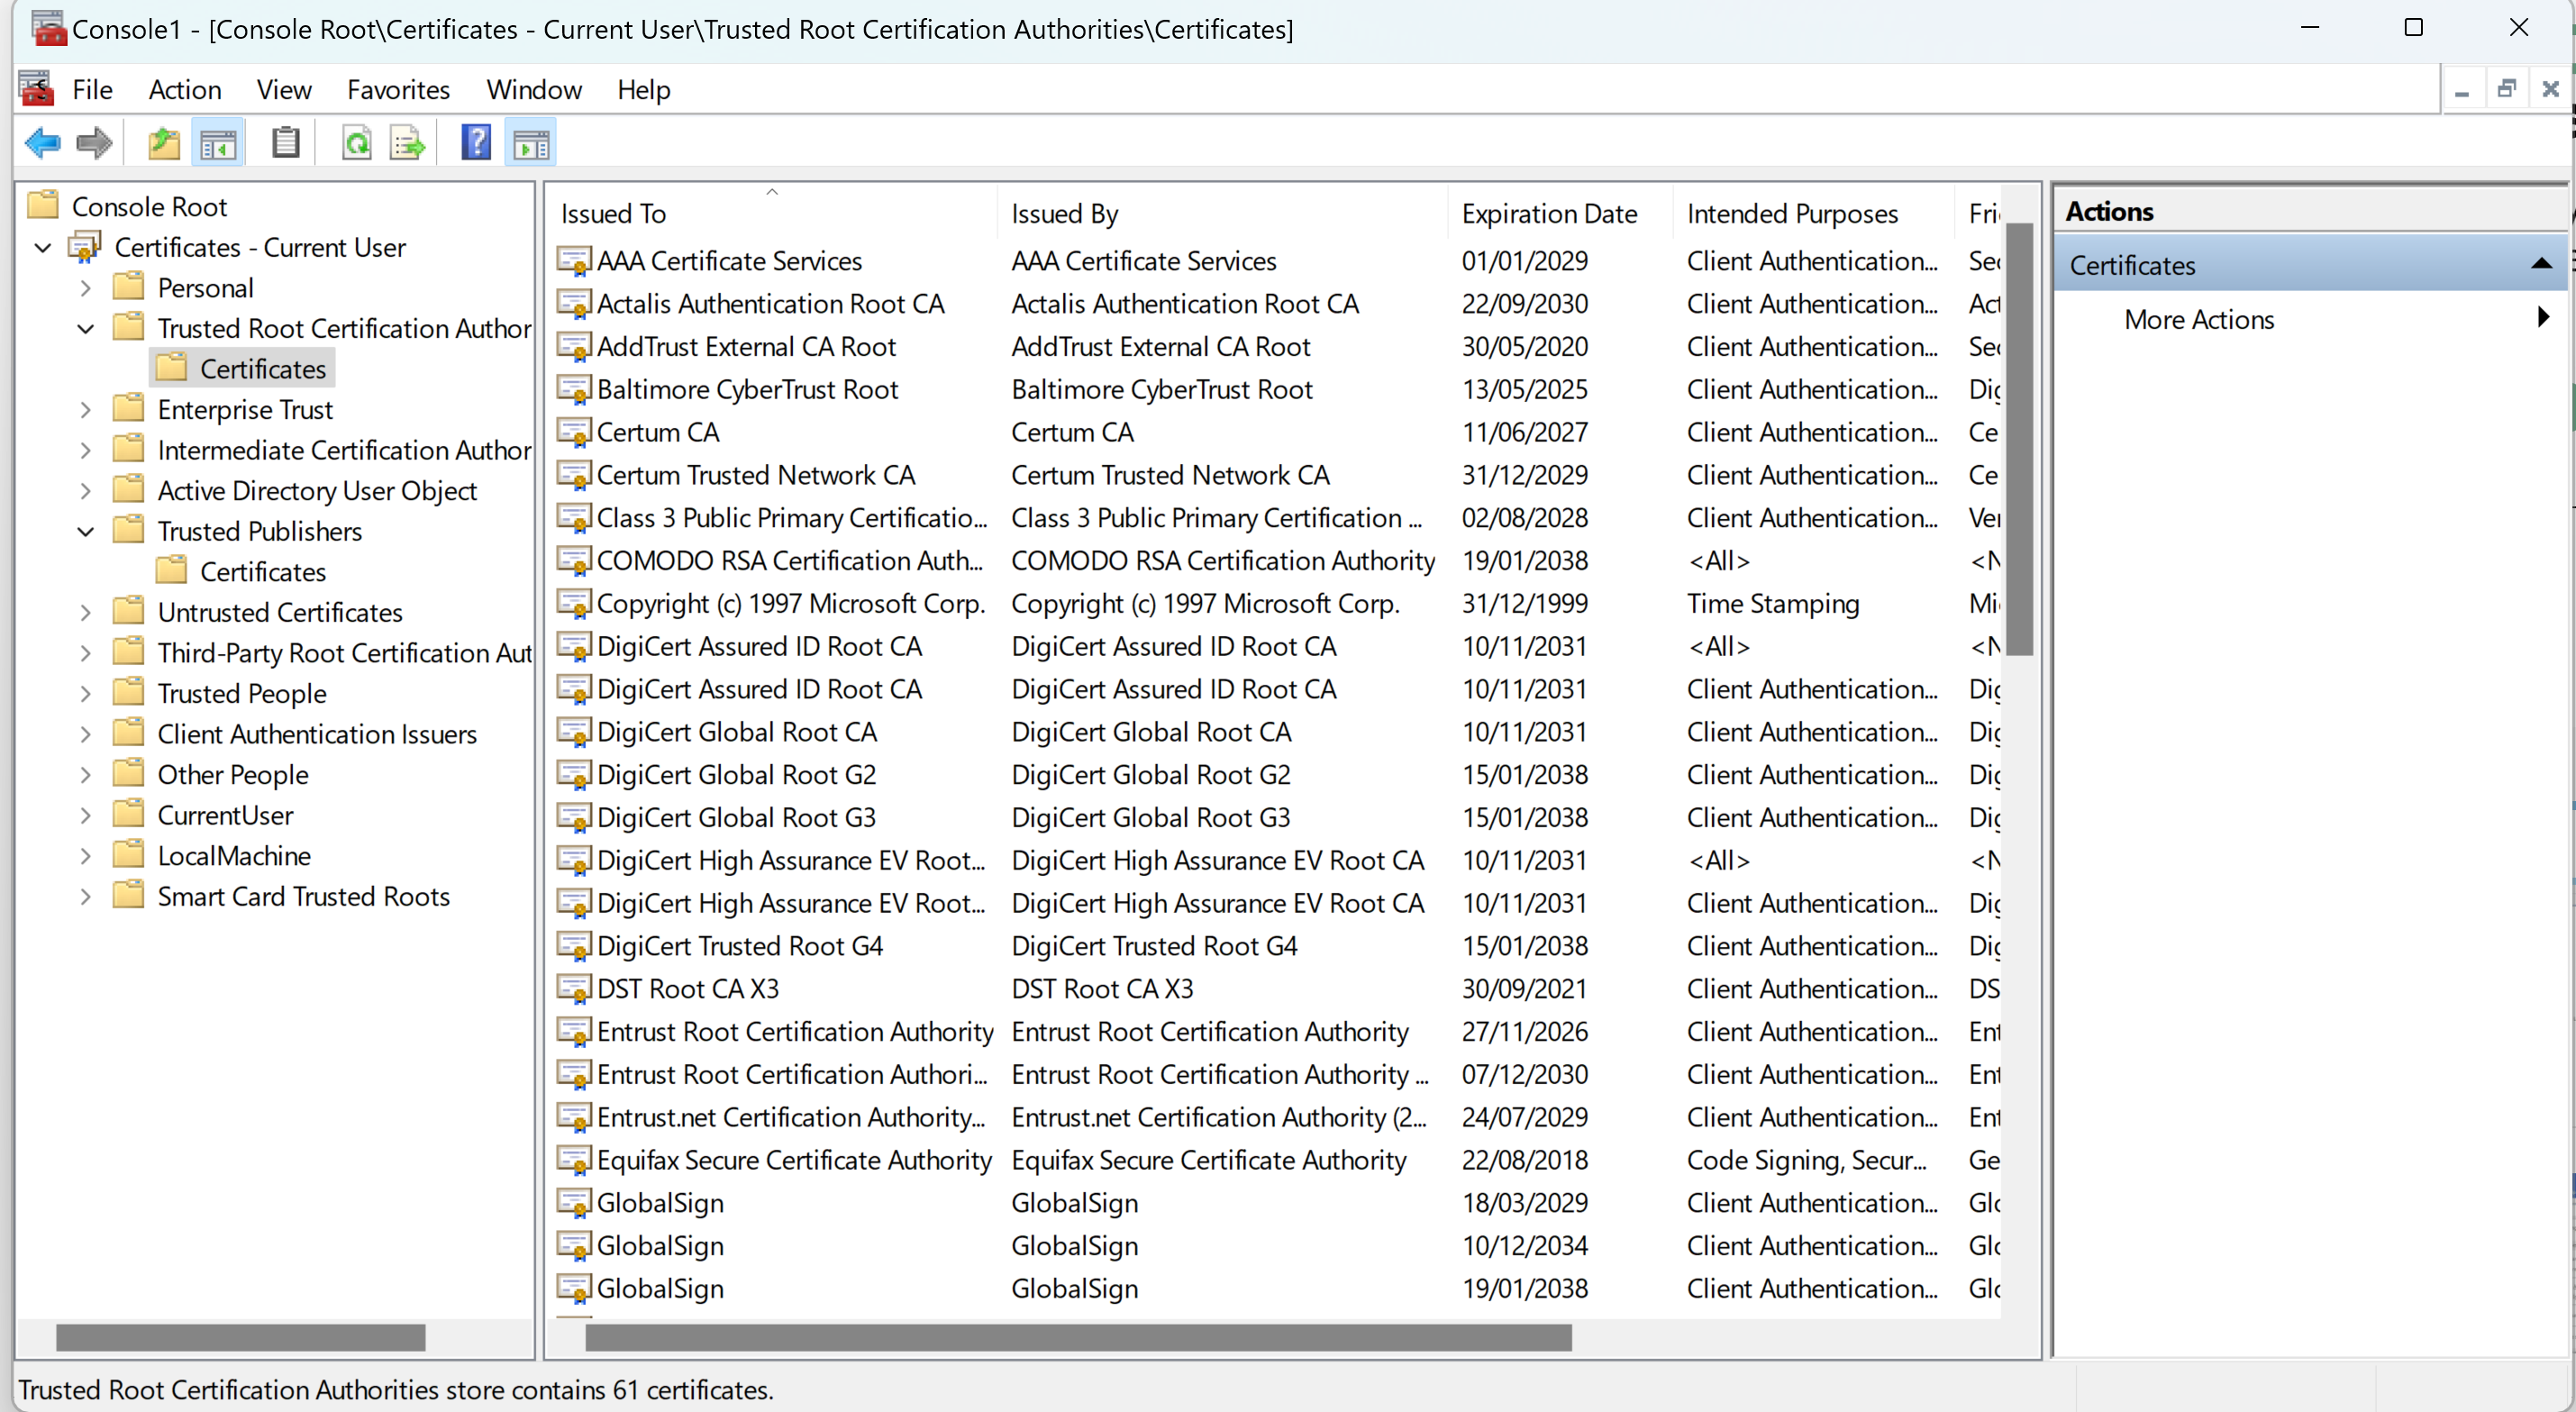 Console1 - [Console Root\Certificates - Current User\Trusted Root Certification Authorities\Certificates]
File Action View Favorites Window Help
Console Root
Certificates - Current User
Personal
Trusted Root Certification Author
Certificates
Enterprise Trust
Intermediate Certification Author
Active Directory User Object
Trusted Publishers
Certificates
Untrusted Certificates
Third-Party Root Certification Aut
Trusted People
Client Authentication Issuers
Other People
CurrentUser
LocalMachine
Smart Card Trusted Roots
Issued To Issued By Expiration Date Intended Purposes Fri
AAA Certificate Services AAA Certificate Services 01/01/2029 Client Authentication... Sec
Actalis Authentication Root CA Actalis Authentication Root CA 22/09/2030 Client Authentication... Act
AddTrust External CA Root AddTrust External CA Root 30/05/2020 Client Authentication... Sec
Baltimore CyberTrust Root Baltimore CyberTrust Root 13/05/2025 Client Authentication... Dig
Certum CA Certum CA 11/06/2027 Client Authentication... Ce
Certum Trusted Network CA Certum Trusted Network CA 31/12/2029 Client Authentication... Ce
Class 3 Public Primary Certificatio... Class 3 Public Primary Certification ... 02/08/2028 Client Authentication... Ver
COMODO RSA Certification Auth... COMODO RSA Certification Authority 19/01/2038 <All> <N
Copyright (c) 1997 Microsoft Corp. Copyright (c) 1997 Microsoft Corp. 31/12/1999 Time Stamping Mi
DigiCert Assured ID Root CA DigiCert Assured ID Root CA 10/11/2031 <All> <N
DigiCert Assured ID Root CA DigiCert Assured ID Root CA 10/11/2031 Client Authentication... Dig
DigiCert Global Root CA DigiCert Global Root CA 10/11/2031 Client Authentication... Dig
DigiCert Global Root G2 DigiCert Global Root G2 15/01/2038 Client Authentication... Dig
DigiCert Global Root G3 DigiCert Global Root G3 15/01/2038 Client Authentication... Dig
DigiCert High Assurance EV Root... DigiCert High Assurance EV Root CA 10/11/2031 <All> <N
DigiCert High Assurance EV Root... DigiCert High Assurance EV Root CA 10/11/2031 Client Authentication... Dig
DigiCert Trusted Root G4 DigiCert Trusted Root G4 15/01/2038 Client Authentication... Dig
DST Root CA X3 DST Root CA X3 30/09/2021 Client Authentication... DS
Entrust Root Certification Authority Entrust Root Certification Authority 27/11/2026 Client Authentication... Ent
Entrust Root Certification Authori... Entrust Root Certification Authority ... 07/12/2030 Client Authentication... Ent
Entrust.net Certification Authority... Entrust.net Certification Authority (2... 24/07/2029 Client Authentication... Ent
Equifax Secure Certificate Authority Equifax Secure Certificate Authority 22/08/2018 Code Signing, Secur... Ge
GlobalSign GlobalSign 18/03/2029 Client Authentication... Glo
GlobalSign GlobalSign 10/12/2034 Client Authentication... Glo
GlobalSign GlobalSign 19/01/2038 Client Authentication... Glo
Actions
Certificates
More Actions
Trusted Root Certification Authorities store contains 61 certificates.